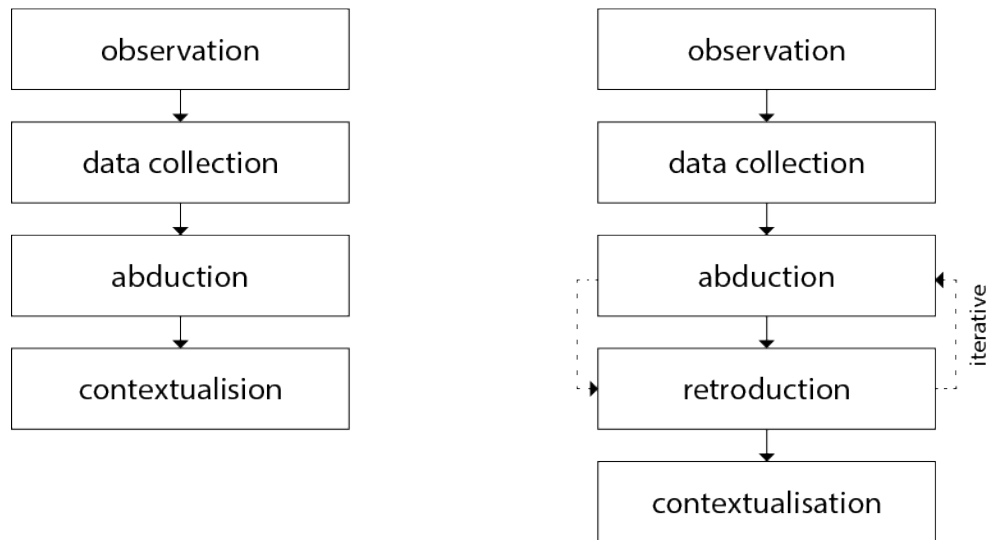 observation
data collection
abduction
contextualision
observation
data collection
abduction
retroduction
contextualisation
iterative